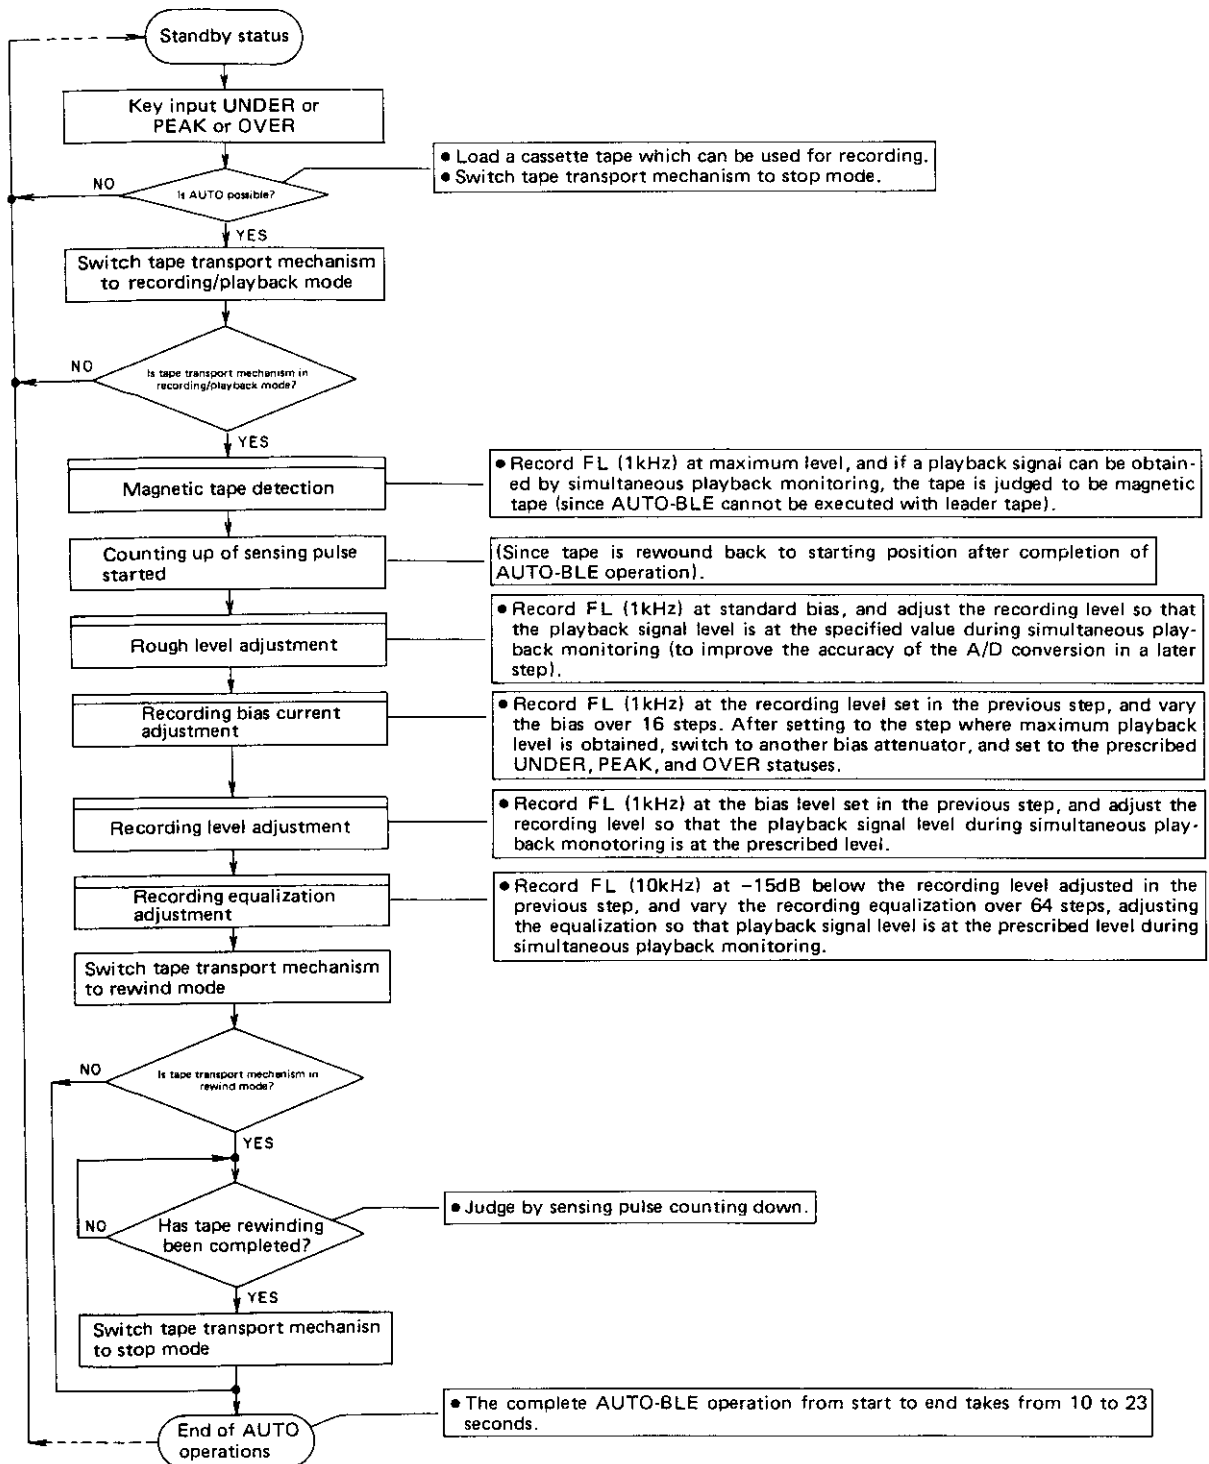 Standby status
Key input UNDER or
PEAK or OVER
• Load a cassette tape which can be used for recording.
• Switch tape transport mechanism to stop mode.
NO
Is AUTO possible?
YES
Switch tape transport mechanism
to recording/playback mode
NO
Is tape transport mechanism in
recording/playback mode?
YES
Magnetic tape detection
• Record FL (1kHz) at maximum level, and if a playback signal can be obtain-
ed by simultaneous playback monitoring, the tape is judged to be magnetic
tape (since AUTO-BLE cannot be executed with leader tape).
Counting up of sensing pulse
started
(Since tape is rewound back to starting position after completion of
AUTO-BLE operation).
Rough level adjustment
• Record FL (1kHz) at standard bias, and adjust the recording level so that
the playback signal level is at the specified value during simultaneous play-
back monitoring (to improve the accuracy of the A/D conversion in a later
step).
Recording bias current
adjustment
• Record FL (1kHz) at the recording level set in the previous step, and vary
the bias over 16 steps. After setting to the step where maximum playback
level is obtained, switch to another bias attenuator, and set to the prescribed
UNDER, PEAK, and OVER statuses.
Recording level adjustment
• Record FL (1kHz) at the bias level set in the previous step, and adjust the
recording level so that the playback signal level during simultaneous play-
back monotoring is at the prescribed level.
Recording equalization
adjustment
• Record FL (10kHz) at −15dB below the recording level adjusted in the
previous step, and vary the recording equalization over 64 steps, adjusting
the equalization so that playback signal level is at the prescribed level during
simultaneous playback monitoring.
Switch tape transport mechanism
to rewind mode
NO
Is tape transport mechanism in
rewind mode?
YES
NO
Has tape rewinding
been completed?
• Judge by sensing pulse counting down.
YES
Switch tape transport mechanisn
to stop mode
End of AUTO
operations
• The complete AUTO-BLE operation from start to end takes from 10 to 23
seconds.